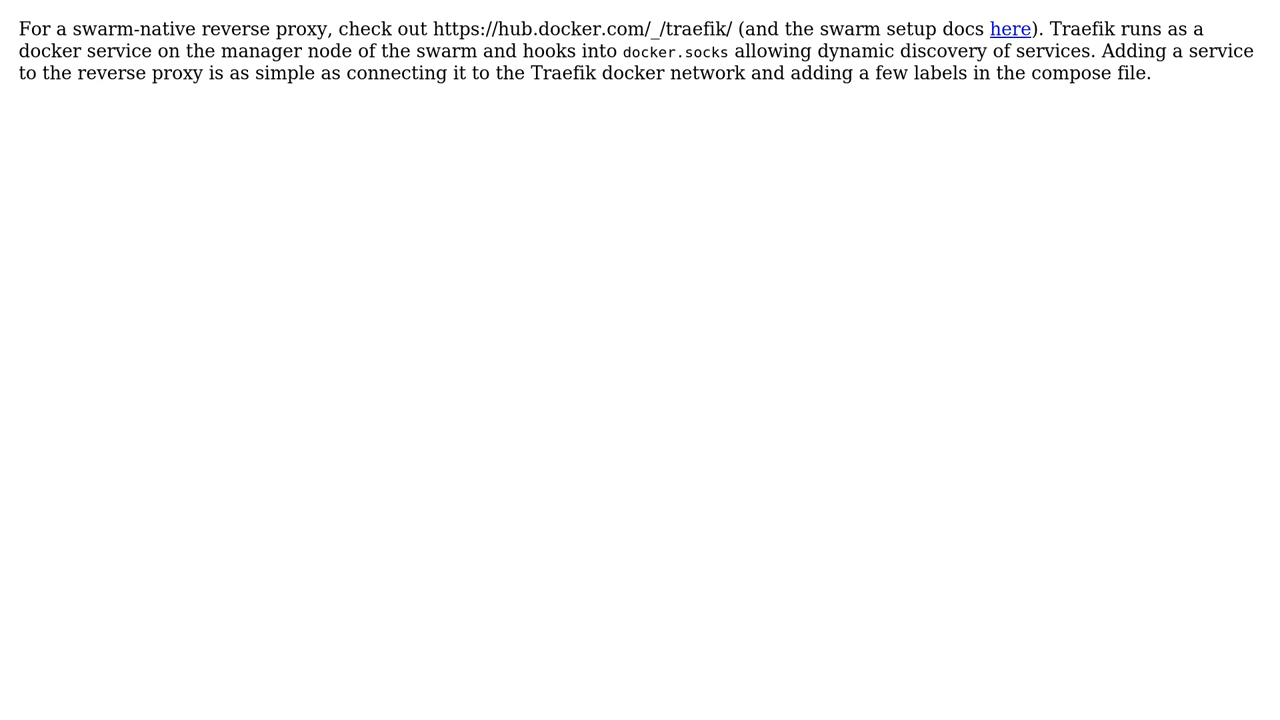 For a swarm-native reverse proxy, check out https://hub.docker.com/_/traefik/ (and the swarm setup docs here). Traefik runs as a
docker service on the manager node of the swarm and hooks into docker.socks allowing dynamic discovery of services. Adding a service
to the reverse proxy is as simple as connecting it to the Traefik docker network and adding a few labels in the compose file.